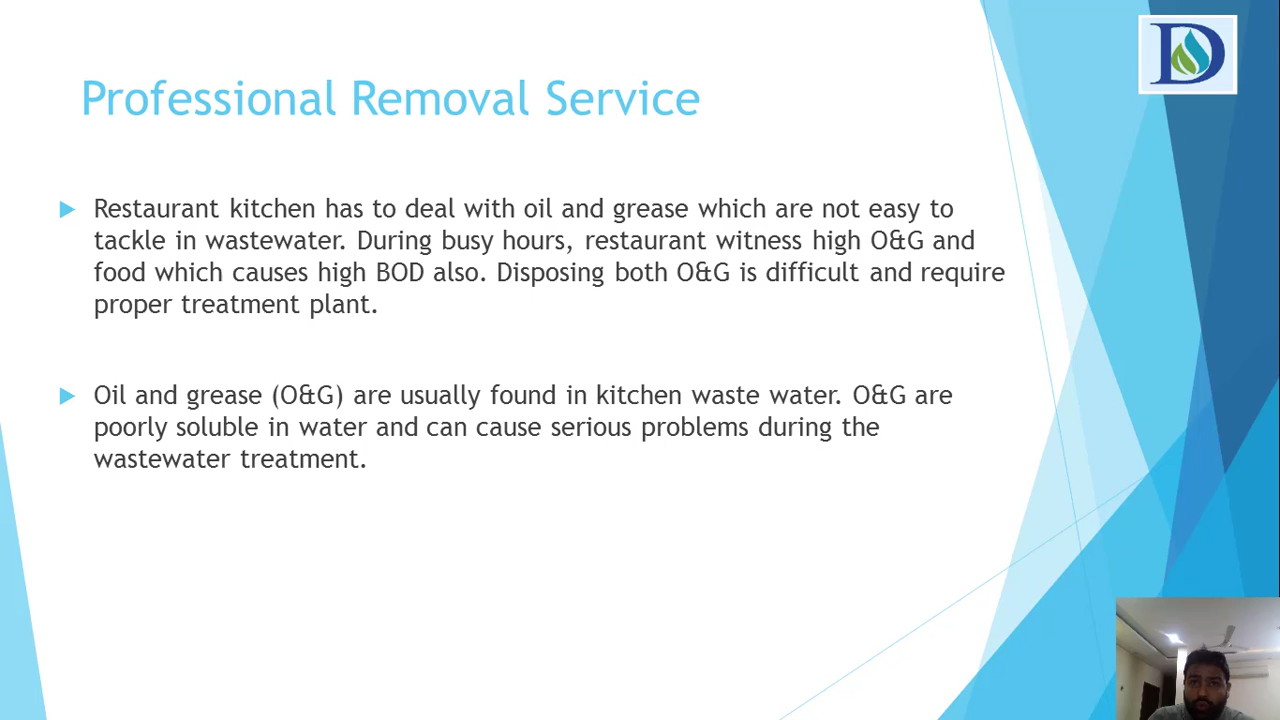 D
Professional Removal Service
Restaurant kitchen has to deal with oil and grease which are not easy to
tackle in wastewater. During busy hours, restaurant witness high O&G and
food which causes high BOD also. Disposing both O&G is difficult and require
proper treatment plant.
Oil and grease (O&G) are usually found in kitchen waste water. O&G are
poorly soluble in water and can cause serious problems during the
wastewater treatment.